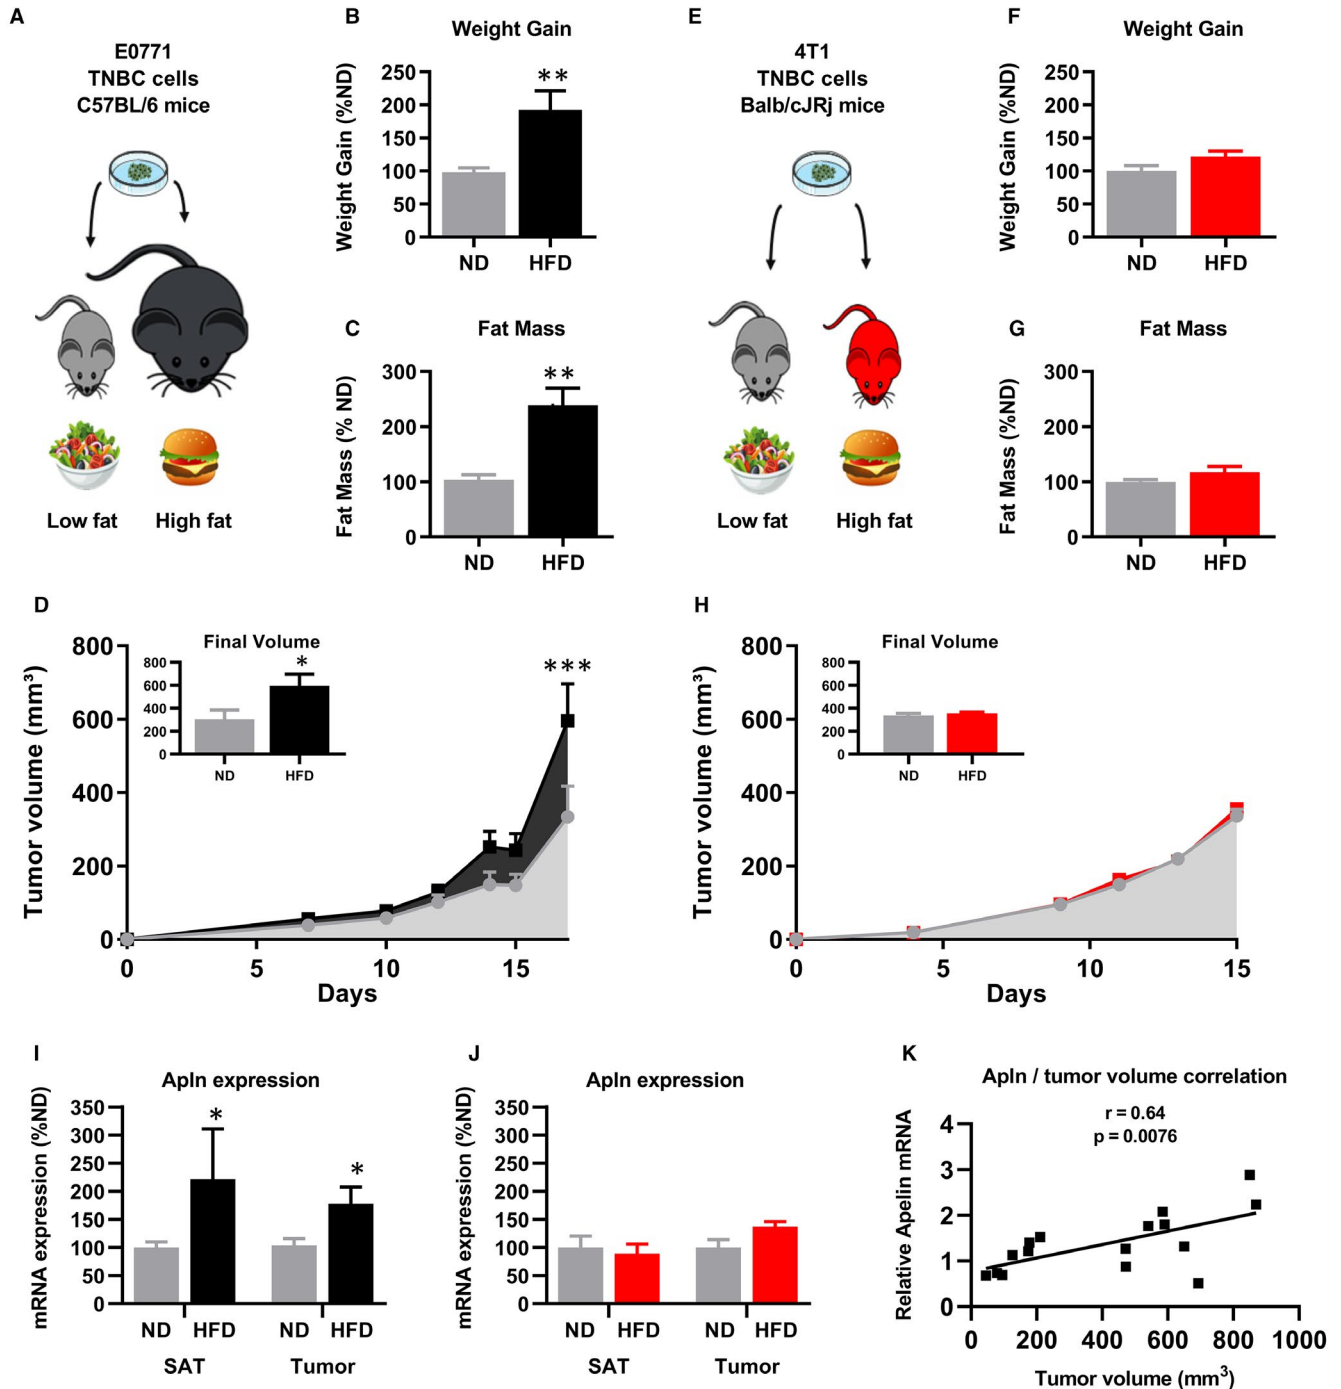 A
E0771
TNBC cells
C57BL/6 mice
Low fat
High fat
B
Weight Gain
Weight Gain (%ND)
250
200
150
100
50
0
**
ND
HFD
C
Fat Mass
Fat Mass (% ND)
300
200
100
0
**
ND
HFD
E
4T1
TNBC cells
Balb/cJRj mice
Low fat
High fat
F
Weight Gain
Weight Gain (%ND)
250
200
150
100
50
0
ND
HFD
G
Fat Mass
Fat Mass (%ND)
300
200
100
0
ND
HFD
D
Tumor volume (mm³)
800
600
400
200
0
0
5
10
15
Days
***
Final Volume
800
600
400
200
0
*
ND
HFD
H
Tumor volume (mm³)
800
600
400
200
0
0
5
10
15
Days
Final Volume
800
600
400
200
0
ND
HFD
I
Apln expression
mRNA expression (%ND)
350
300
250
200
150
100
50
0
*
*
ND
HFD
ND
HFD
SAT
Tumor
J
Apln expression
mRNA expression (%ND)
350
300
250
200
150
100
50
0
ND
HFD
ND
HFD
SAT
Tumor
K
Apln / tumor volume correlation
r = 0.64
p = 0.0076
Relative Apelin mRNA
4
3
2
1
0
0
200
400
600
800
1000
Tumor volume (mm³)